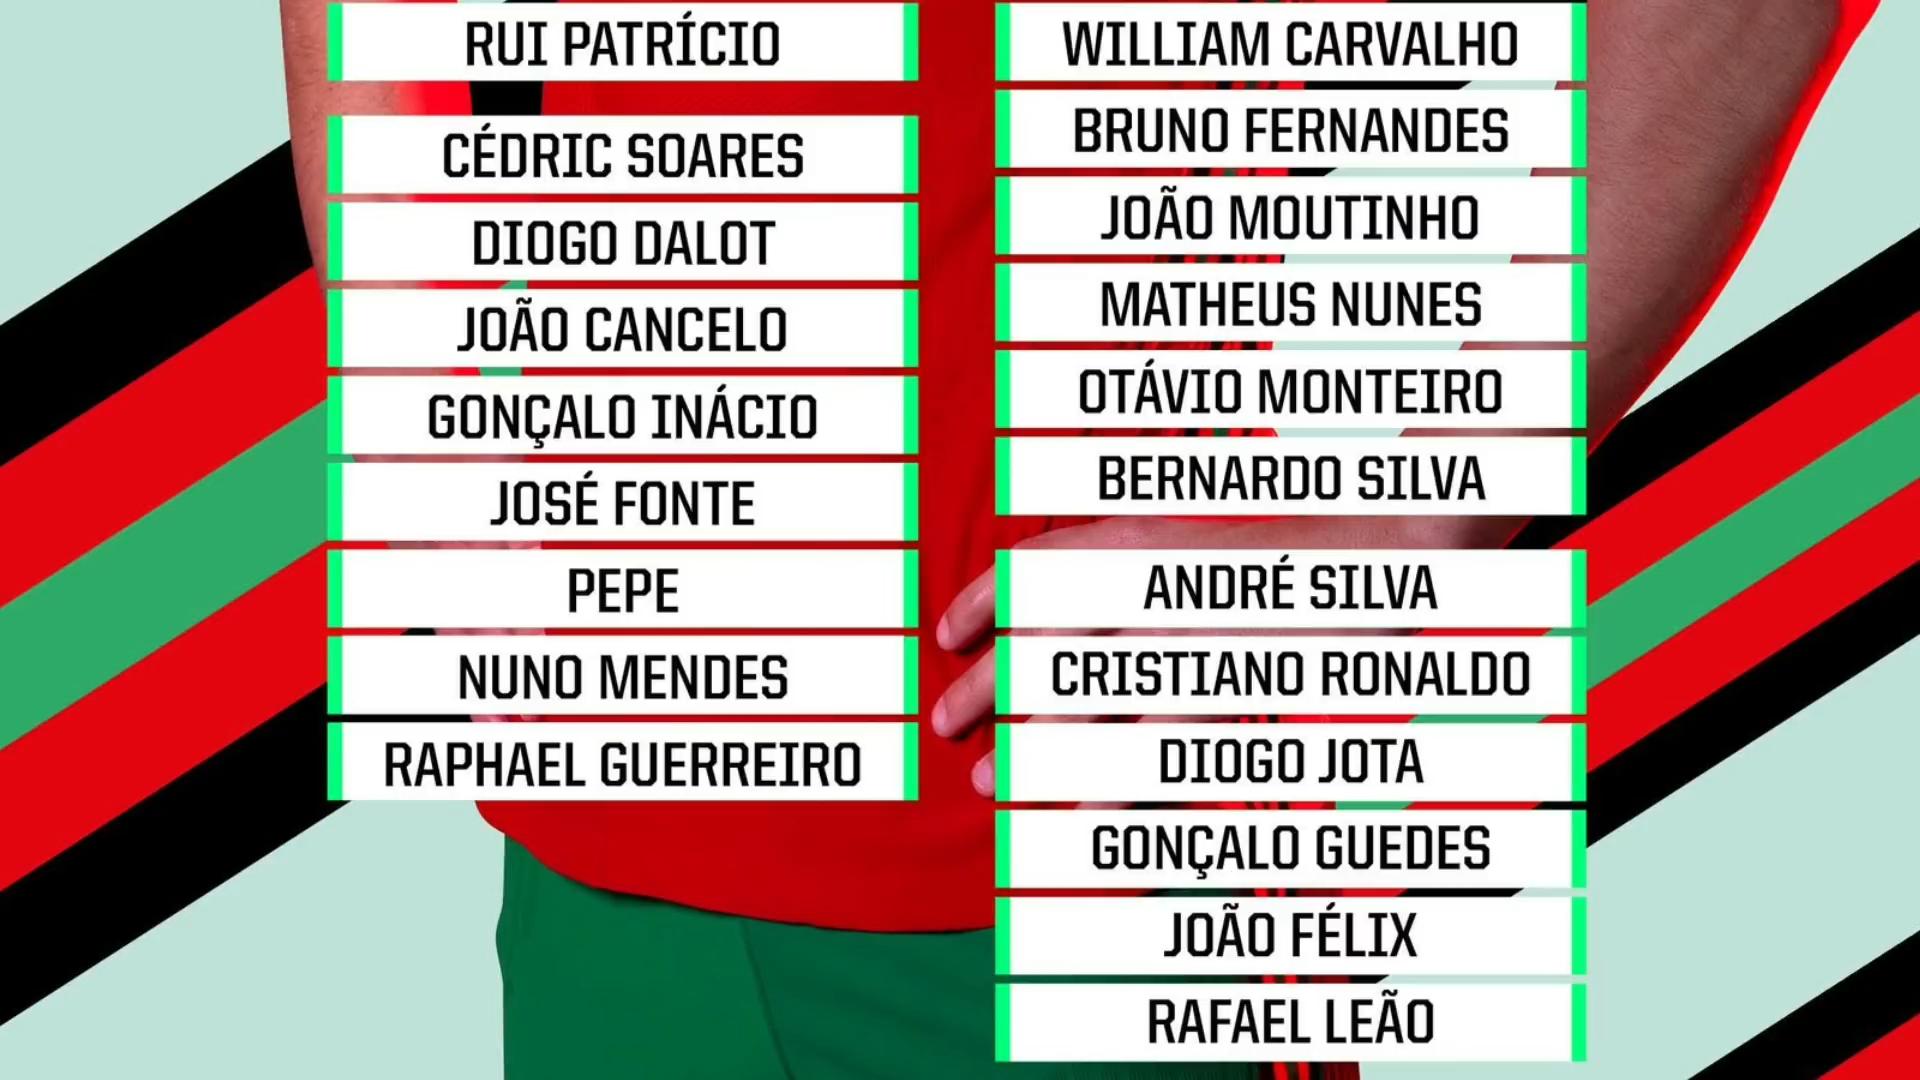 RUI PATRÍCIO
CÉDRIC SOARES
DIOGO DALOT
JOÃO CANCELO
GONÇALO INÁCIO
JOSÉ FONTE
PEPE
NUNO MENDES
RAPHAEL GUERREIRO
WILLIAM CARVALHO
BRUNO FERNANDES
JOÃO MOUTINHO
MATHEUS NUNES
OTÁVIO MONTEIRO
BERNARDO SILVA
ANDRÉ SILVA
CRISTIANO RONALDO
DIOGO JOTA
GONÇALO GUEDES
JOÃO FÉLIX
RAFAEL LEÃO